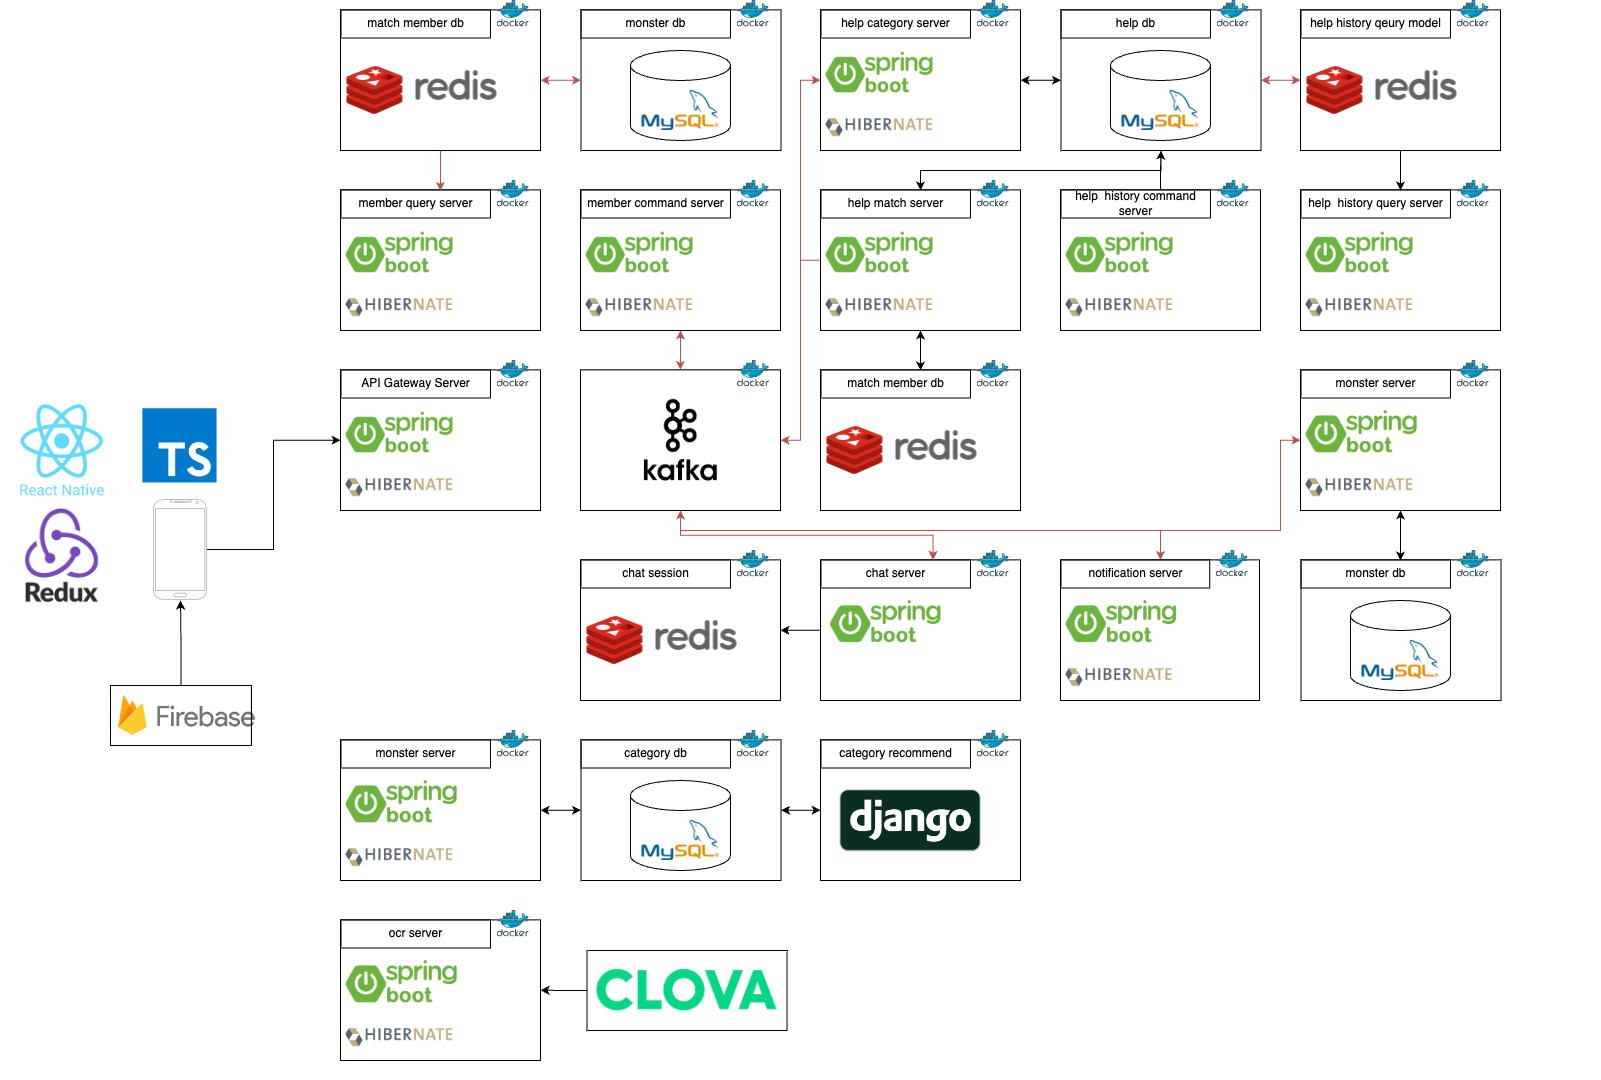 match member db
docker
redis
monster db
docker
MySQL®
help category server
docker
spring
boot
HIBERNATE
help db
docker
MySQL®
help history qeury model
docker
redis
member query server
docker
spring
boot
HIBERNATE
member command server
docker
spring
boot
HIBERNATE
help match server
docker
spring
boot
HIBERNATE
help history command
server
docker
spring
boot
HIBERNATE
help history query server
docker
spring
boot
HIBERNATE
React Native
TS
Redux
Firebase
API Gateway Server
docker
spring
boot
HIBERNATE
docker
kafka
match member db
docker
redis
monster server
docker
spring
boot
HIBERNATE
chat session
docker
redis
chat server
docker
spring
boot
notification server
docker
spring
boot
HIBERNATE
monster db
docker
MySQL®
monster server
docker
spring
boot
HIBERNATE
category db
docker
MySQL®
category recommend
docker
django
ocr server
docker
spring
boot
HIBERNATE
CLOVA